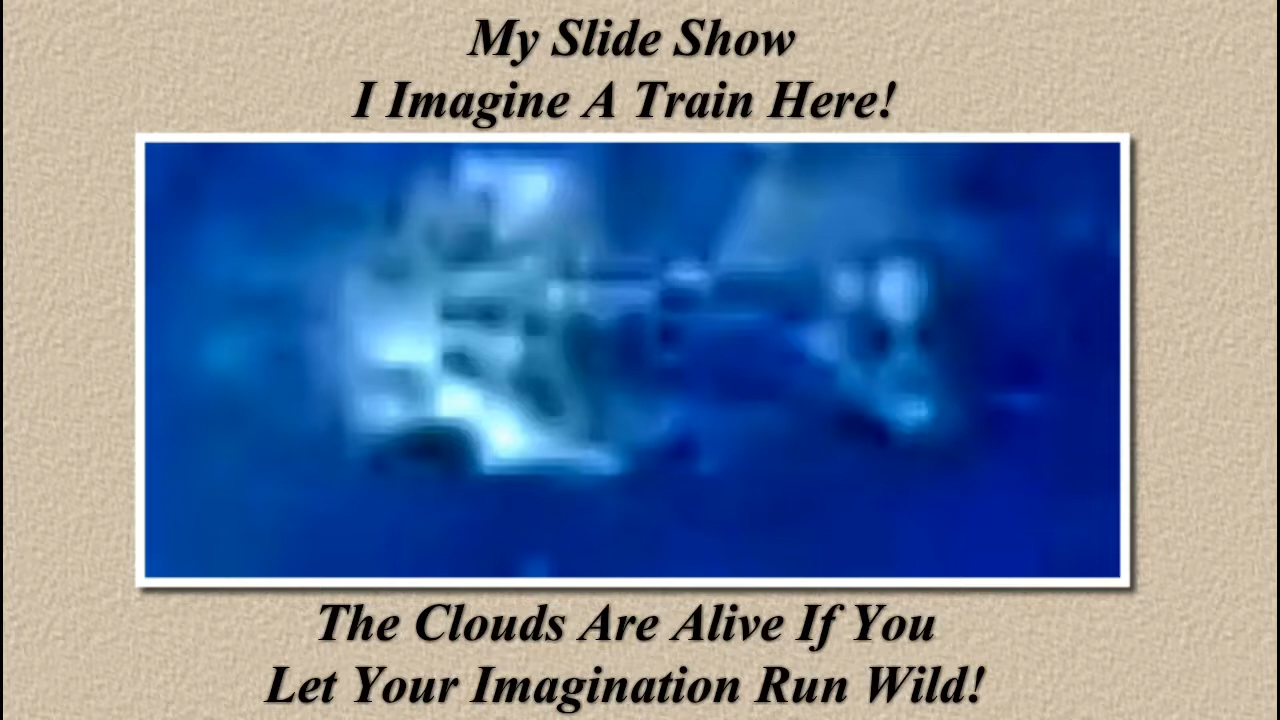 My Slide Show
I Imagine A Train Here!
The Clouds Are Alive If You
Let Your Imagination Run Wild!